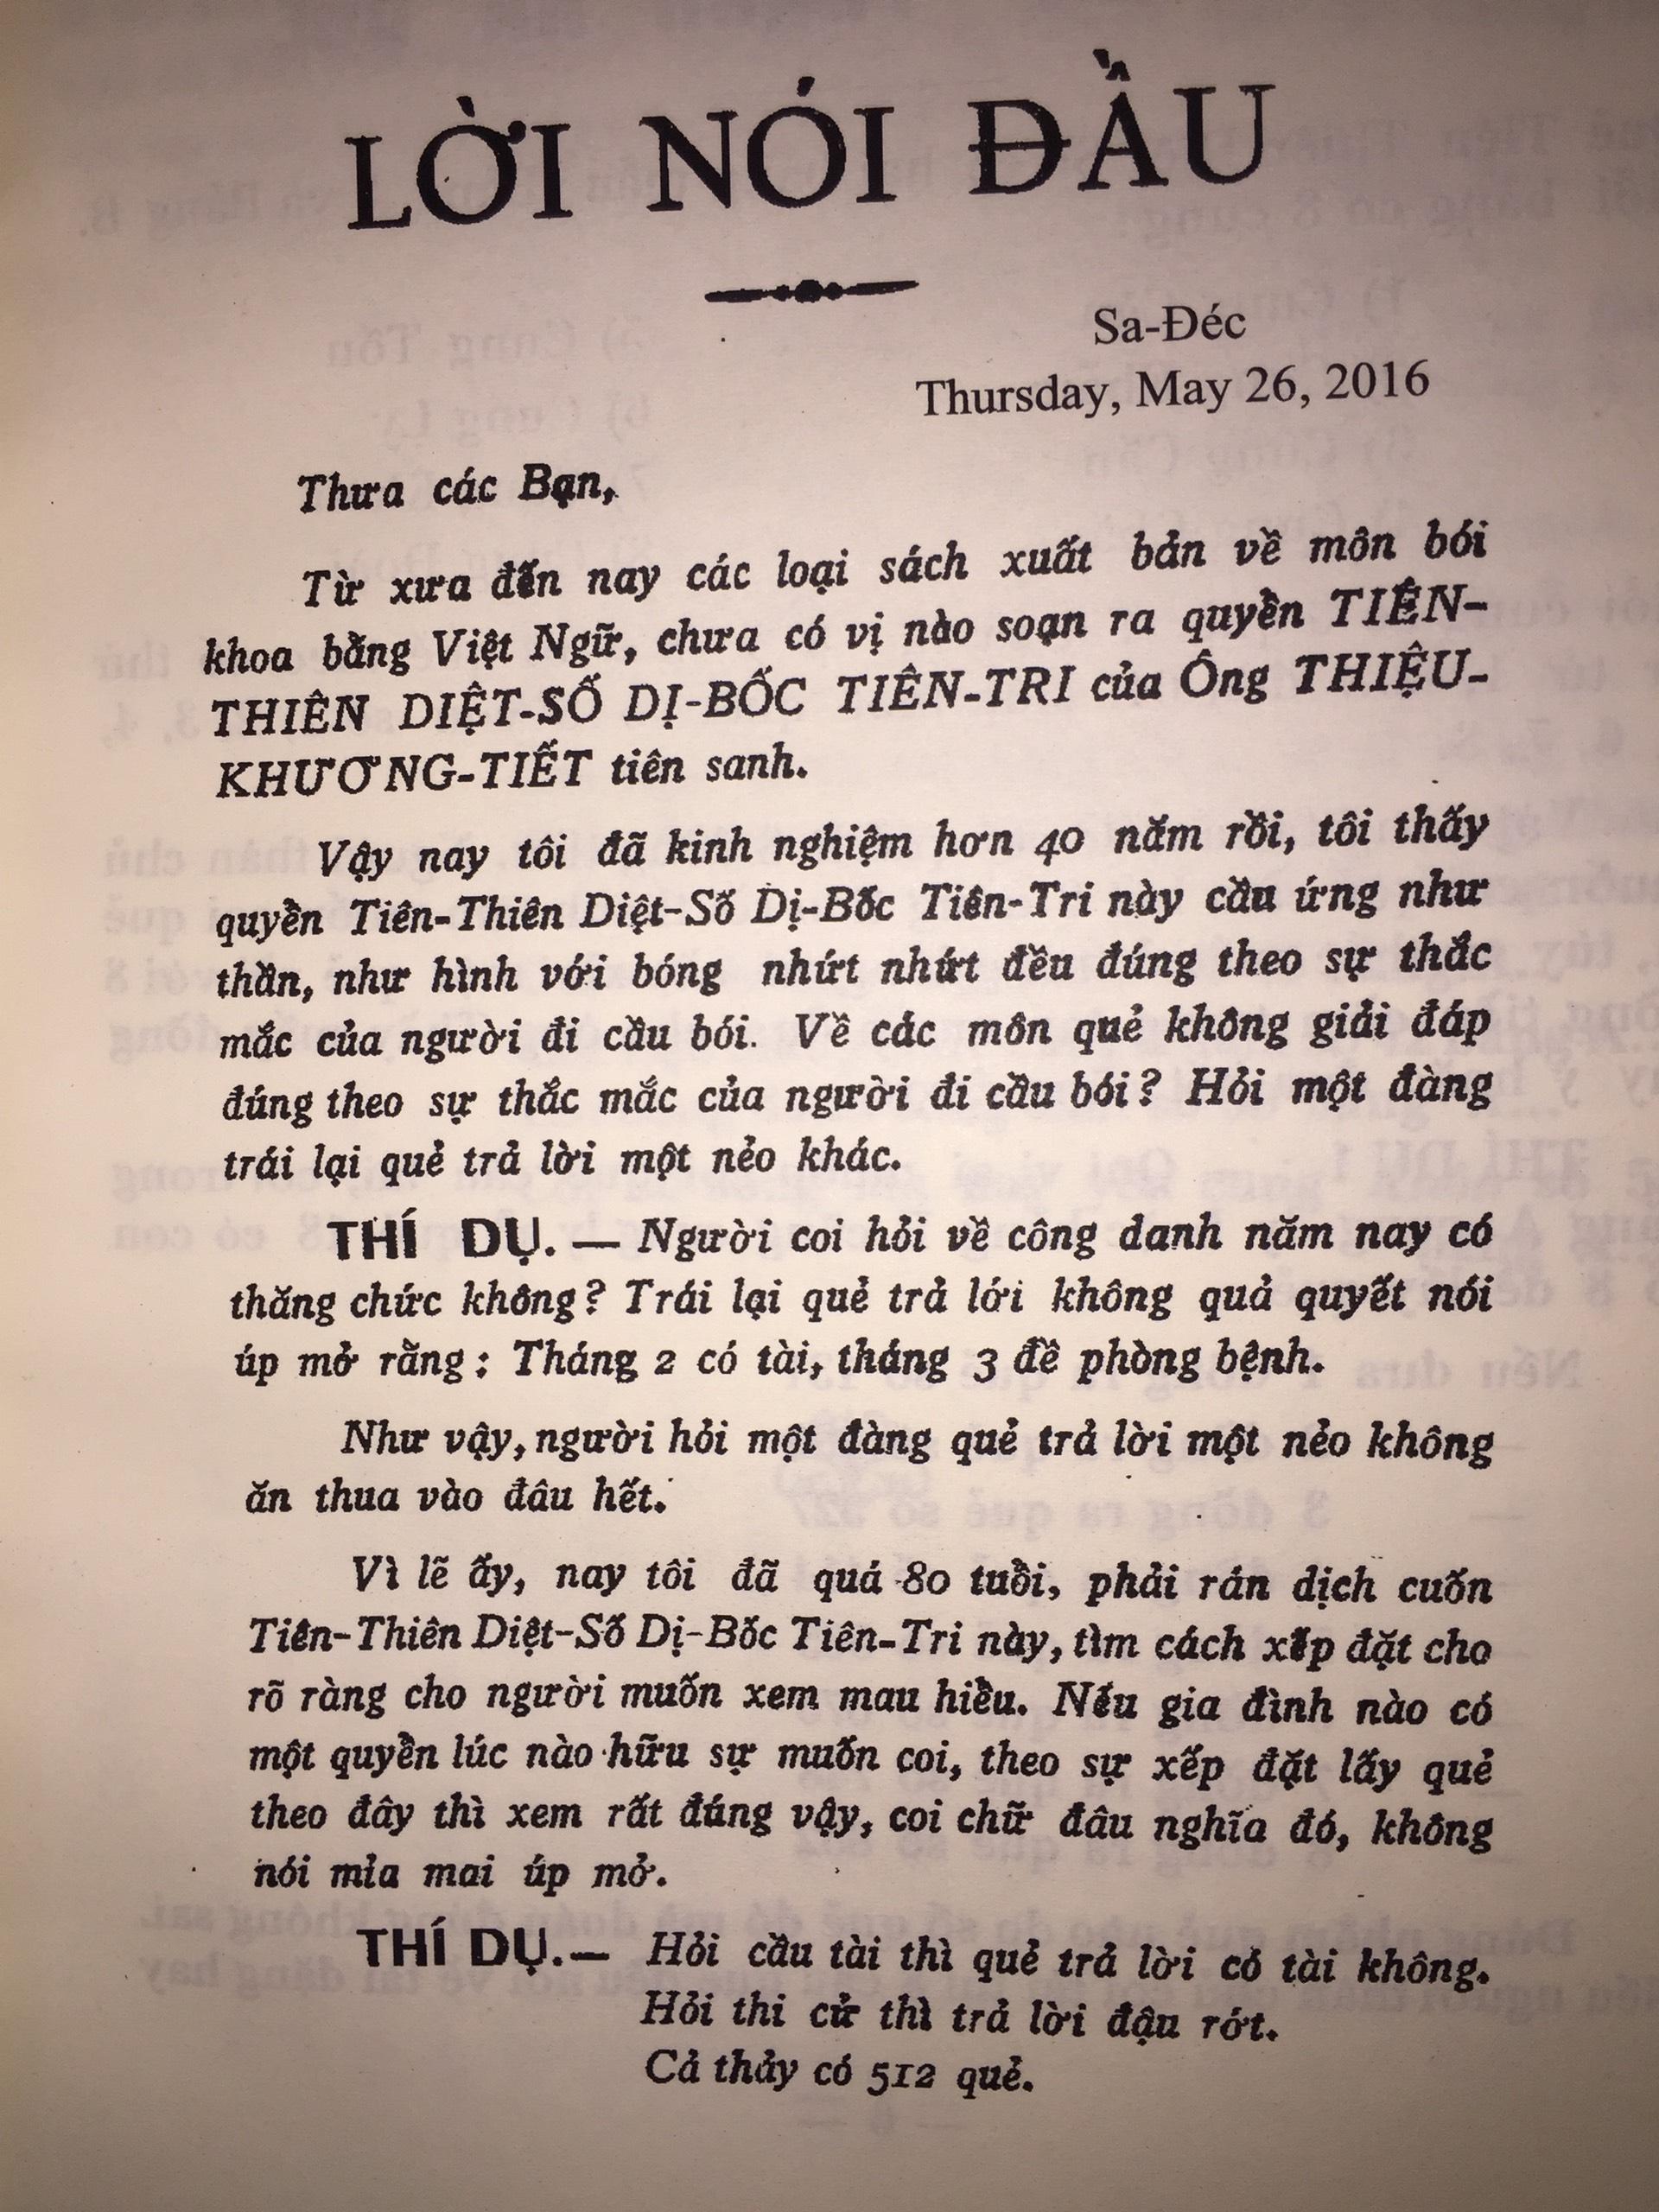 LỜI NÓI ĐẦU
Sa-Đéc
Thursday, May 26, 2016
Thưa các Bạn,
Từ xưa đến nay các loại sách xuất bản về môn bói
khoa bằng Việt Ngữ, chưa có vị nào soạn ra quyền TIÊN-
THIÊN DIỆT-SỐ DỊ-BỐC TIÊN-TRI của Ông THIỆU-
KHƯƠNG-TIẾT tiên sanh.
Vậy nay tôi đã kinh nghiệm hơn 40 năm rồi, tôi thấy
quyền Tiên-Thiên Diệt-Số Dị-Bốc Tiên-Tri này cầu ứng như
thần, như hình với bóng nhứt nhứt đều đúng theo sự thắc
mắc của người đi cầu bói. Về các môn quẻ không giải đáp
đúng theo sự thắc mắc của người đi cầu bói? Hỏi một đàng
trái lại quẻ trả lời một nẻo khác.
THÍ DỤ. — Người coi hỏi về công danh năm nay có
thăng chức không? Trái lại quẻ trả lới không quả quyết nói
úp mở rằng: Tháng 2 có tài, tháng 3 đề phòng bệnh.
Như vậy, người hỏi một đàng quẻ trả lời một nẻo không
ăn thua vào đâu hết.
Vì lẽ ấy, nay tôi đã quá 80 tuồi, phải rán dịch cuốn
Tiên-Thiên Diệt-Số Dị-Bốc Tiên-Tri này, tìm cách xếp đặt cho
rõ ràng cho người muốn xem mau hiều. Nếu gia đình nào có
một quyền lúc nào hữu sự muốn coi, theo sự xếp đặt lấy quẻ
theo đây thì xem rất đúng vậy, coi chữ đâu nghĩa đó, không
nói mỉa mai úp mở.
THÍ DỤ.— Hỏi cầu tài thì quẻ trả lời có tài không.
Hỏi thi cử thì trả lời đậu rớt.
Cả thảy có 512 quẻ.